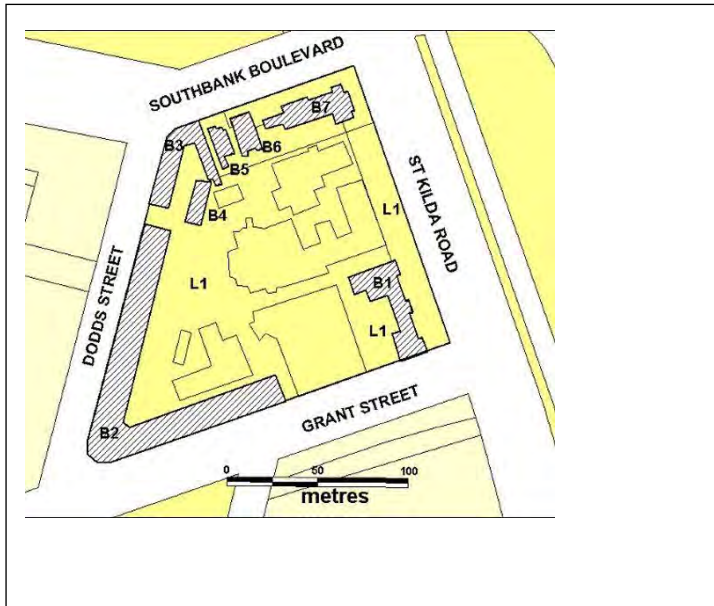 SOUTHBANK BOULEVARD
B7
B3
B6
B5
ST KILDA ROAD
B4
L1
L1
B1
DODDS STREET
L1
GRANT STREET
B2
0 50 100
metres